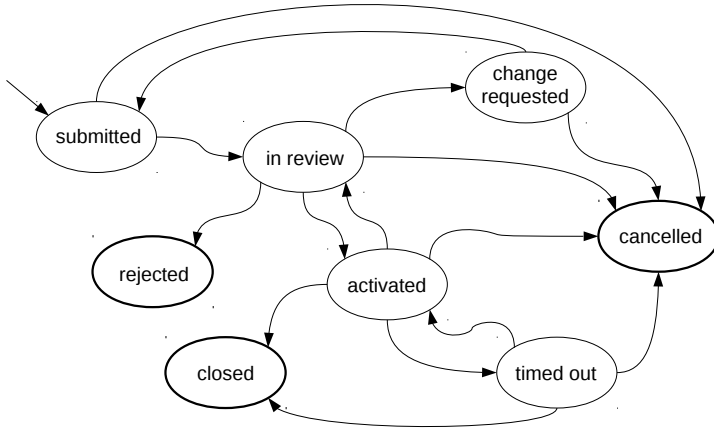 change
requested
submitted
in review
cancelled
rejected
activated
closed
timed out